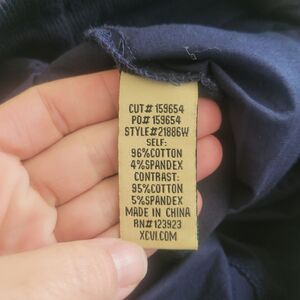 CUT# 159654
PO# 159654
STYLE#21886W
SELF:
96%COTTON
4%SPANDEX
CONTRAST:
95%COTTON
5%SPANDEX
MADE IN CHINA
RN#123923
XCVI.COM